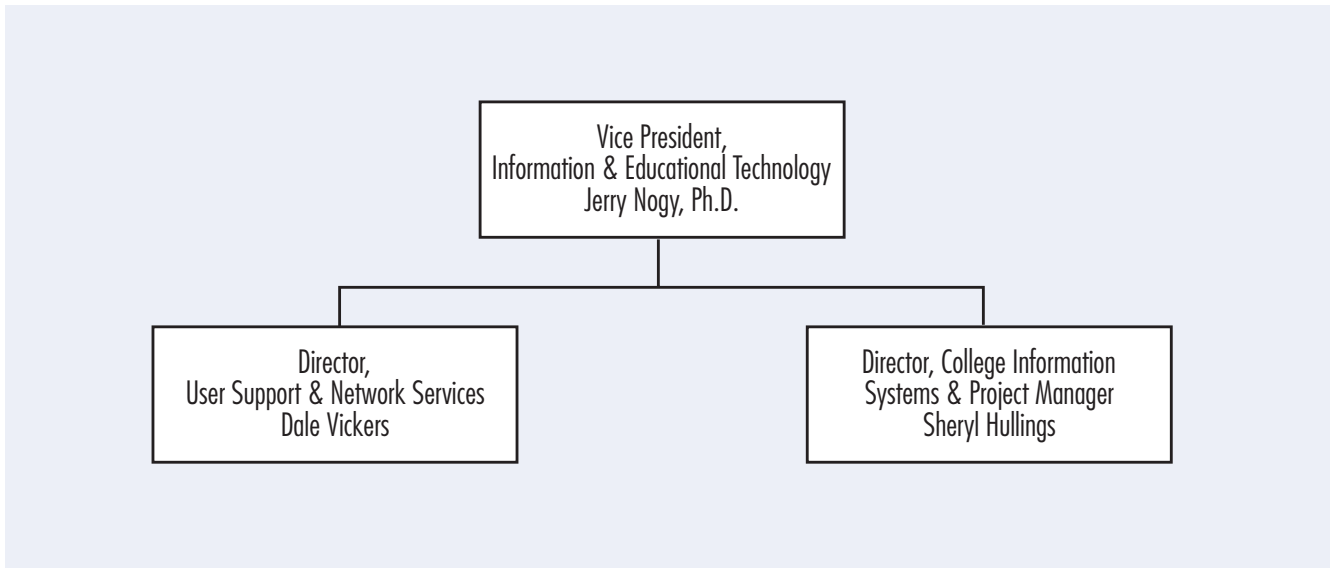 Vice President,
Information & Educational Technology
Jerry Nogy, Ph.D.
Director,
User Support & Network Services
Dale Vickers
Director, College Information
Systems & Project Manager
Sheryl Hullings